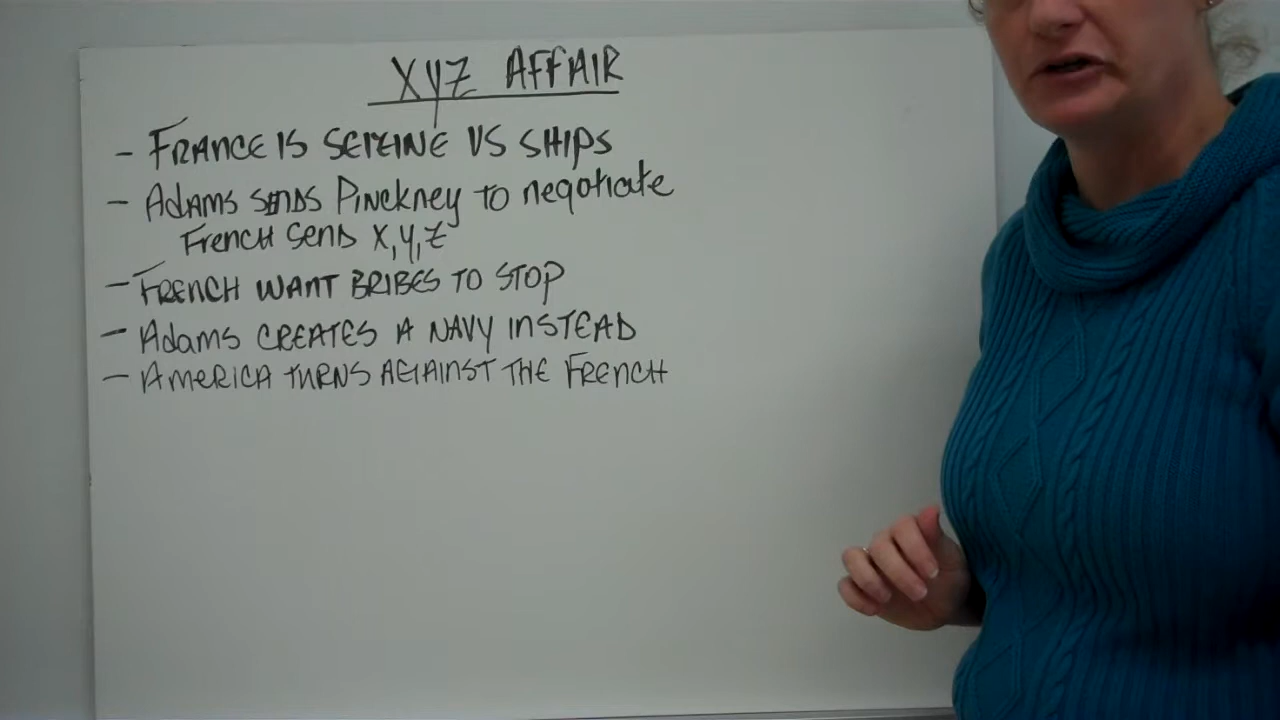 XYZ AFFAIR
- FRANCE IS SEIZING US SHIPS
- Adams sends Pinckney to negotiate
French send X, Y, Z
- FRENCH WANT BRIBES TO STOP
- Adams CREATES A NAVY INSTEAD
- AMERICA TURNS AGAINST THE FRENCH